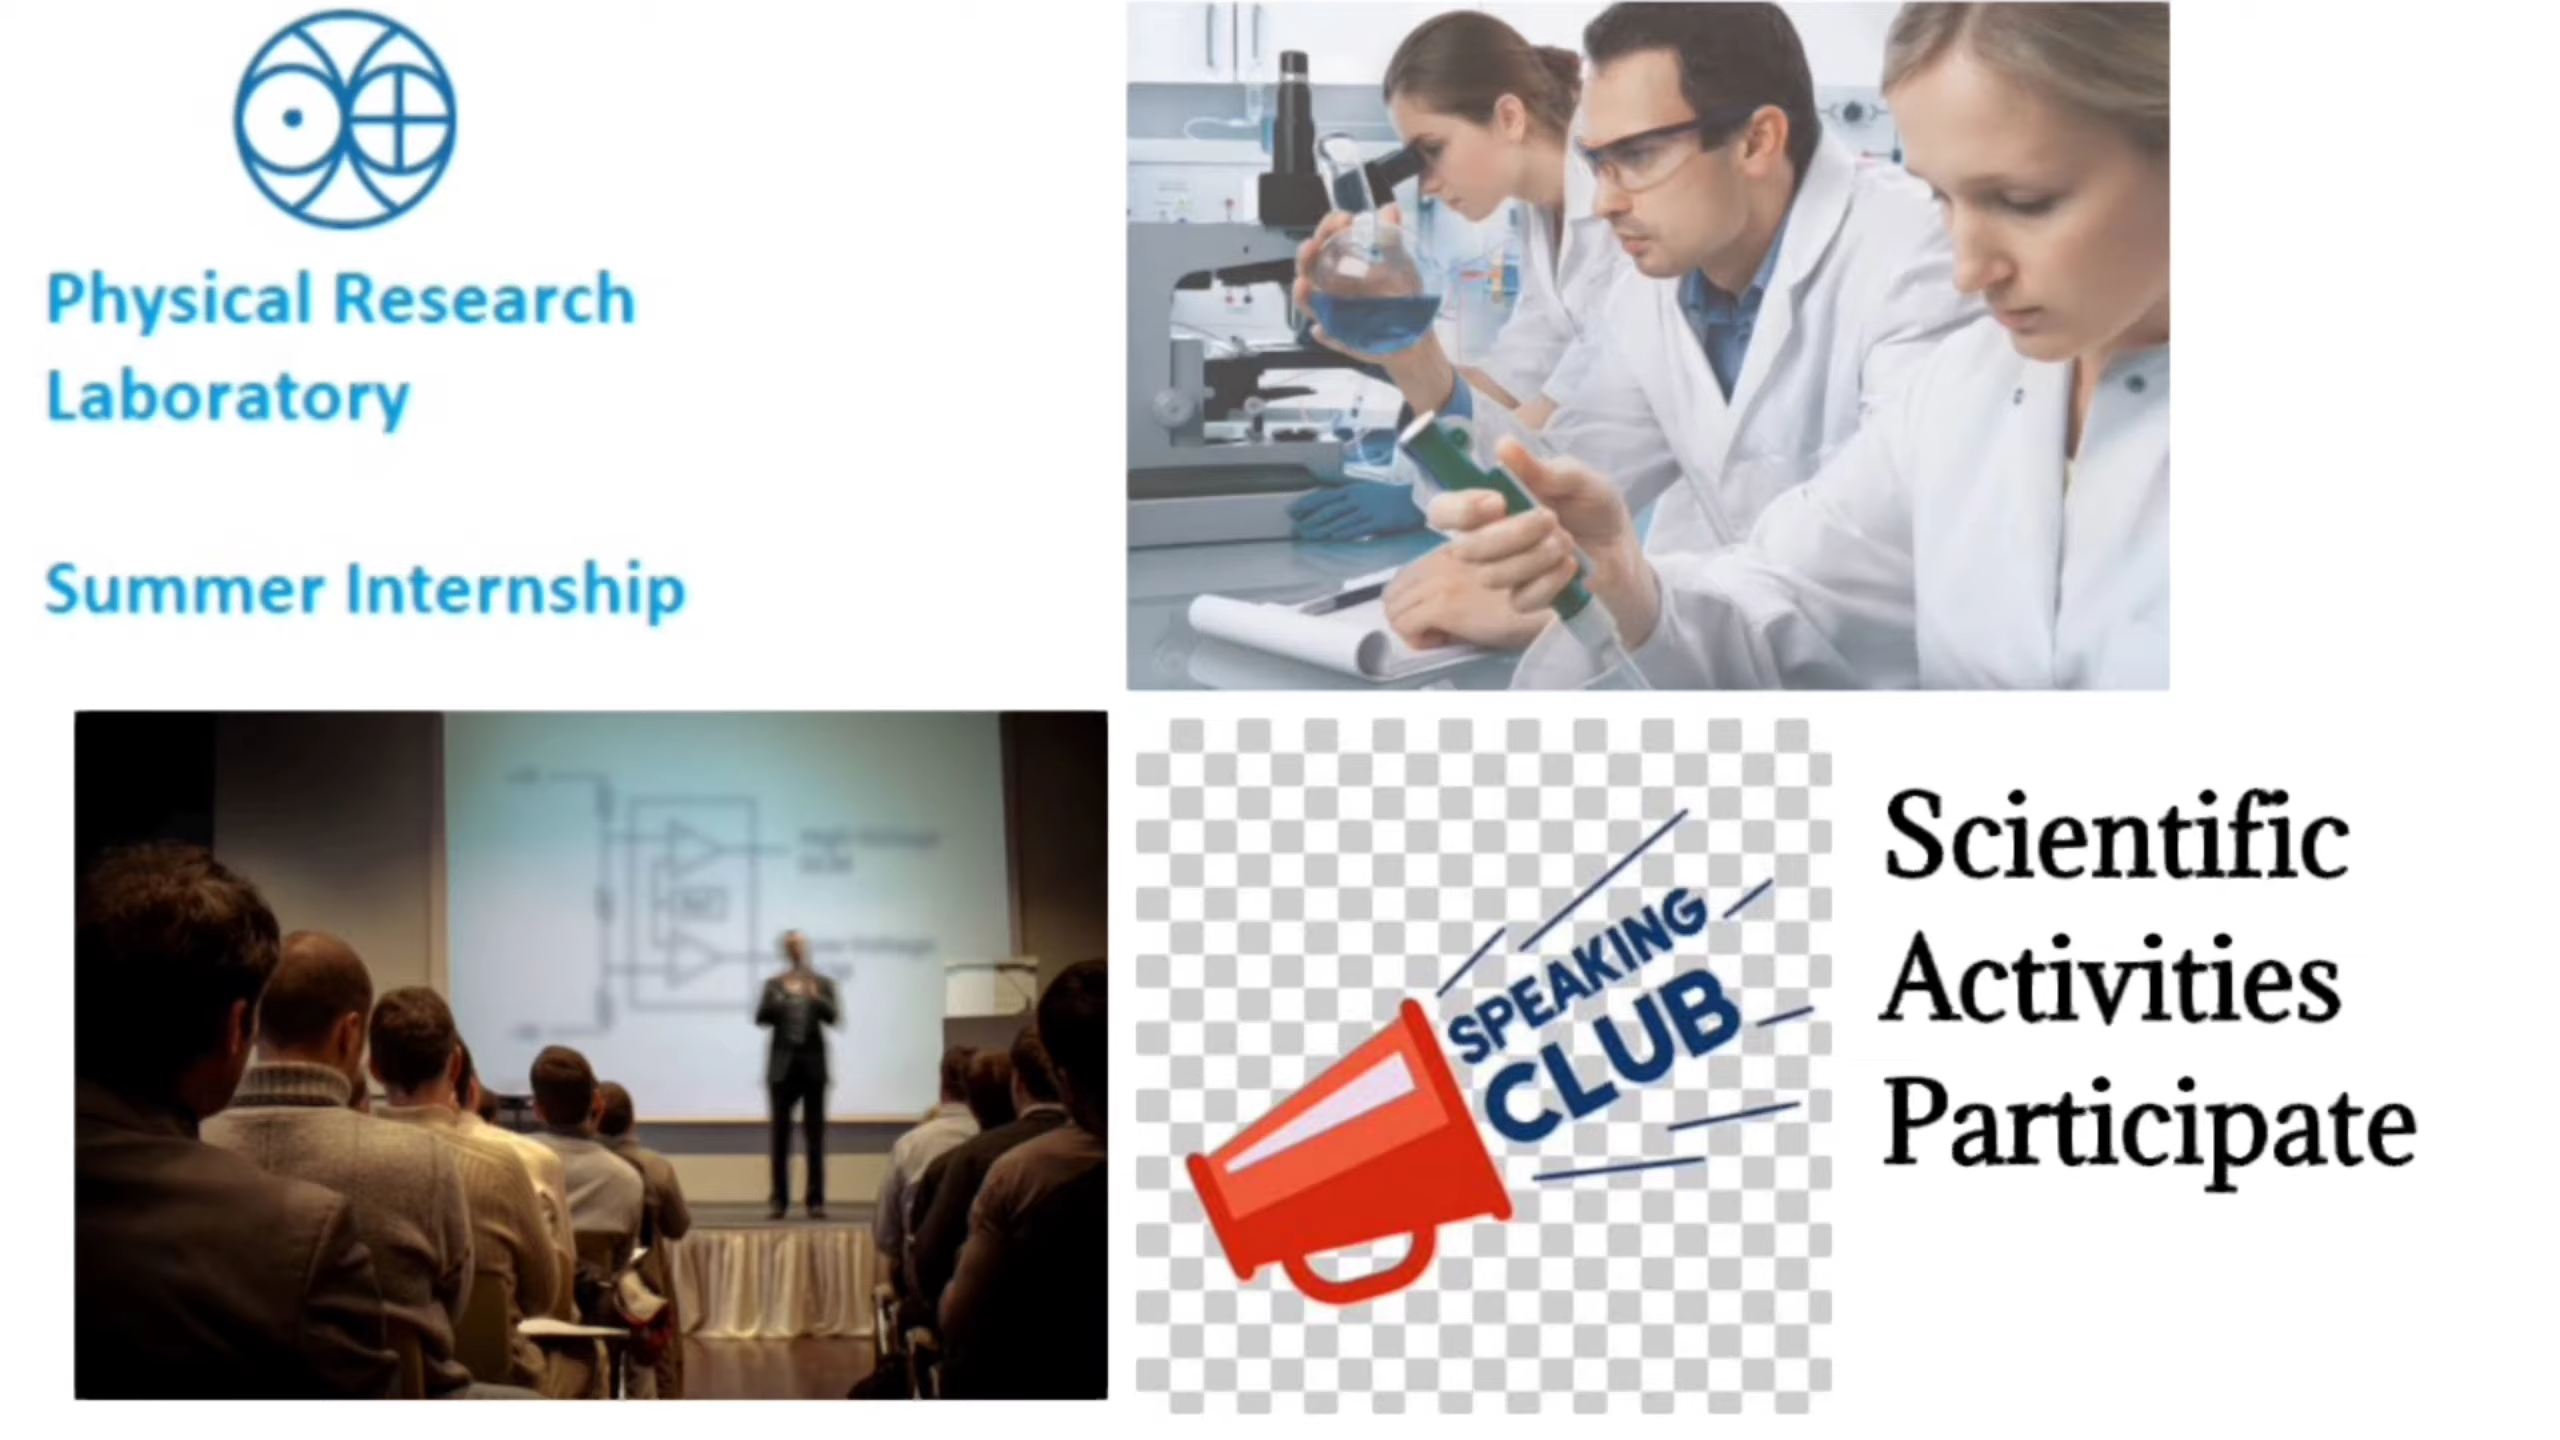 Physical Research
Laboratory
Summer Internship
SPEAKING
CLUB
Scientific
Activities
Participate